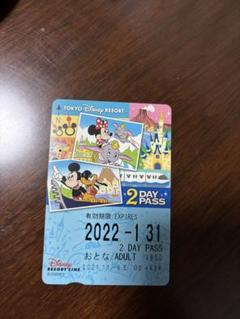 TOKYO Disney RESORT
2 DAY
PASS
有効期限/EXPIRES
2022.-1.31
2 DAY PASS
おとな/ADULT
Disney
RESORT LINE